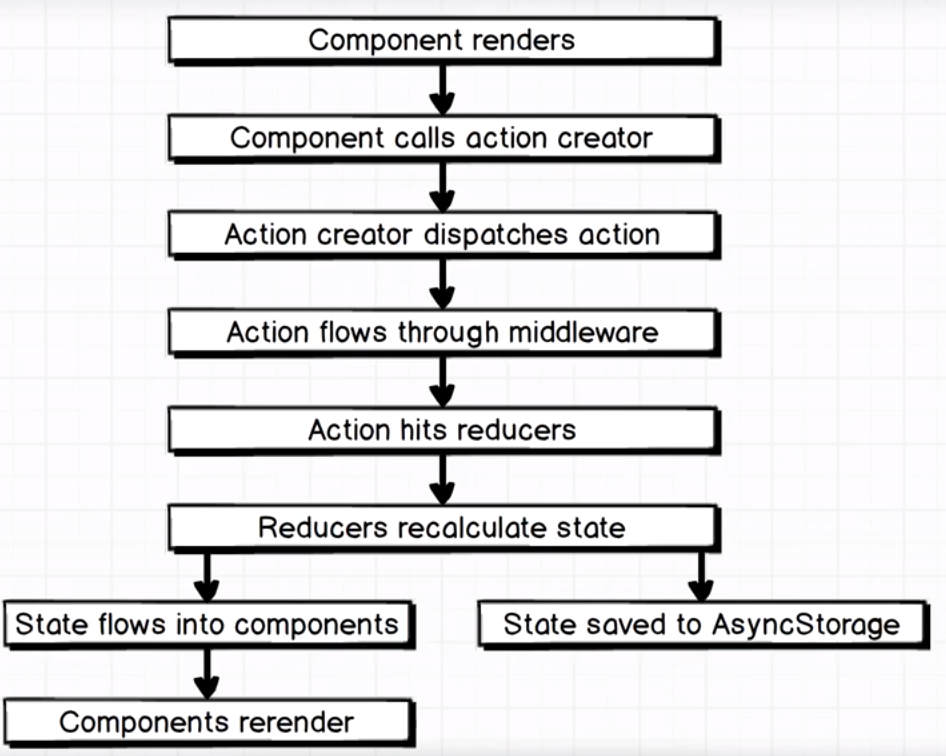 Component renders
Component calls action creator
Action creator dispatches action
Action flows through middleware
Action hits reducers
Reducers recalculate state
State flows into components
State saved to AsyncStorage
Components rerender